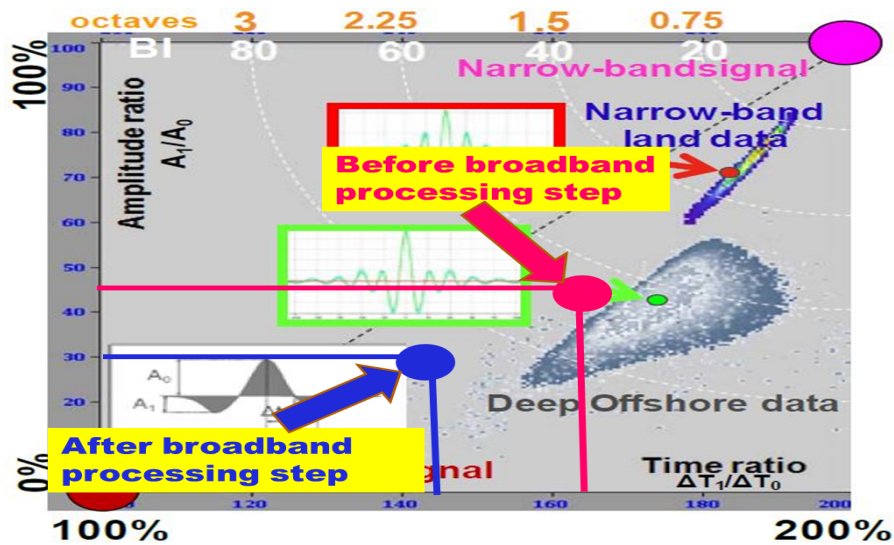 octaves 3 2.25 1.5 0.75
BI 80 60 40 20
100%
100
90
80
70
60
50
40
30
20
0%
Amplitude ratio
A₁/A₀
Narrow-bandsignal
Narrow-band
land data
Before broadband
processing step
A₀
A₁
Δt
Deep Offshore data
After broadband
processing step
gnal
Time ratio
ΔT₁/ΔT₀
120 140 160 180 200
100% 200%